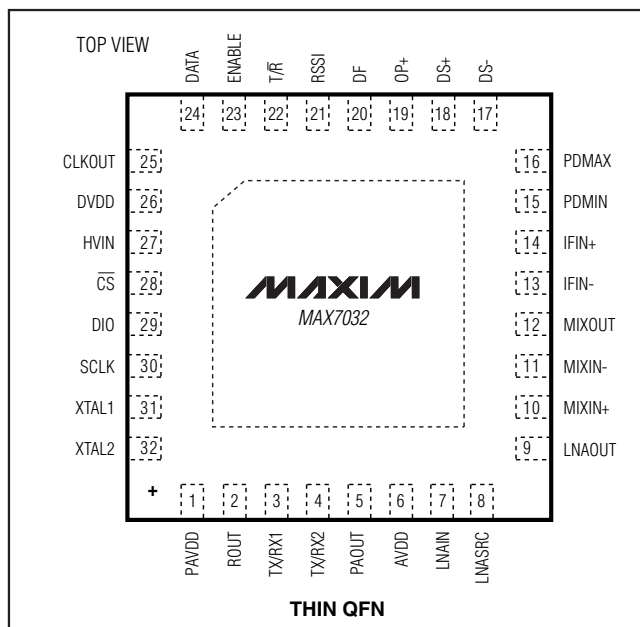 TOP VIEW
DATA
ENABLE
T/R̅
RSSI
DF
OP+
DS+
DS-
24
23
22
21
20
19
18
17
CLKOUT 25
DVDD 26
HVIN 27
C̅S̅ 28
DIO 29
SCLK 30
XTAL1 31
XTAL2 32
MAXIM
MAX7032
16 PDMAX
15 PDMIN
14 IFIN+
13 IFIN-
12 MIXOUT
11 MIXIN-
10 MIXIN+
9 LNAOUT
+
1
2
3
4
5
6
7
8
PAVDD
ROUT
TX/RX1
TX/RX2
PAOUT
AVDD
LNAIN
LNASRC
THIN QFN